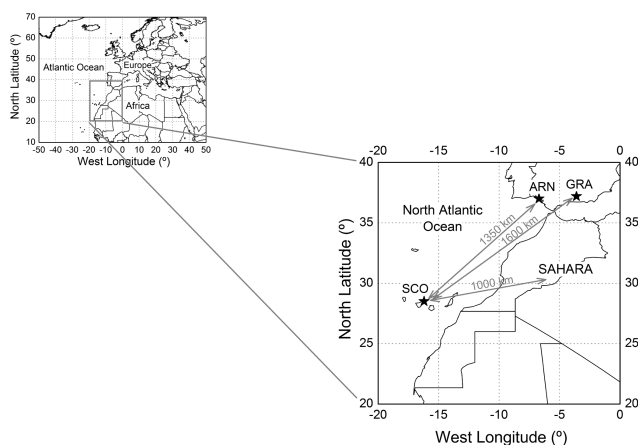 70
60
50
40
30
20
10
North Latitude (º)
Atlantic Ocean
Europe
Africa
-50 -40 -30 -20 -10 0 10 20 30 40 50
West Longitude (º)
-20 -15 -10 -5 0
40 40
35 35
30 30
25 25
20 20
North Latitude (º)
ARN
GRA
North Atlantic
Ocean
1350 km
1600 km
SAHARA
SCO
1000 km
-20 -15 -10 -5 0
West Longitude (º)